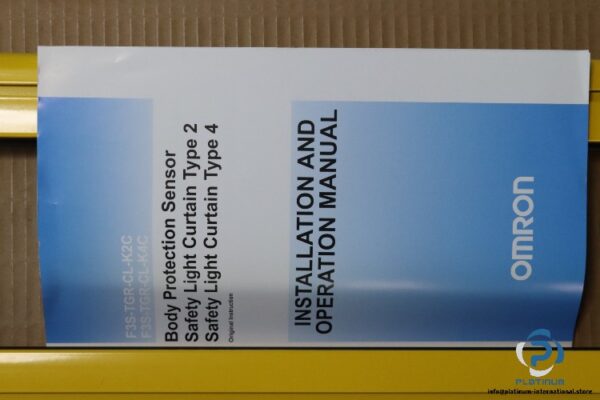 F3S-TGR-CL-K2C
F3S-TGR-CL-K4C
Body Protection Sensor
Safety Light Curtain Type 2
Safety Light Curtain Type 4
Original Instruction
INSTALLATION AND
OPERATION MANUAL
OMRON
PLATINUM
info@platinum-international.store